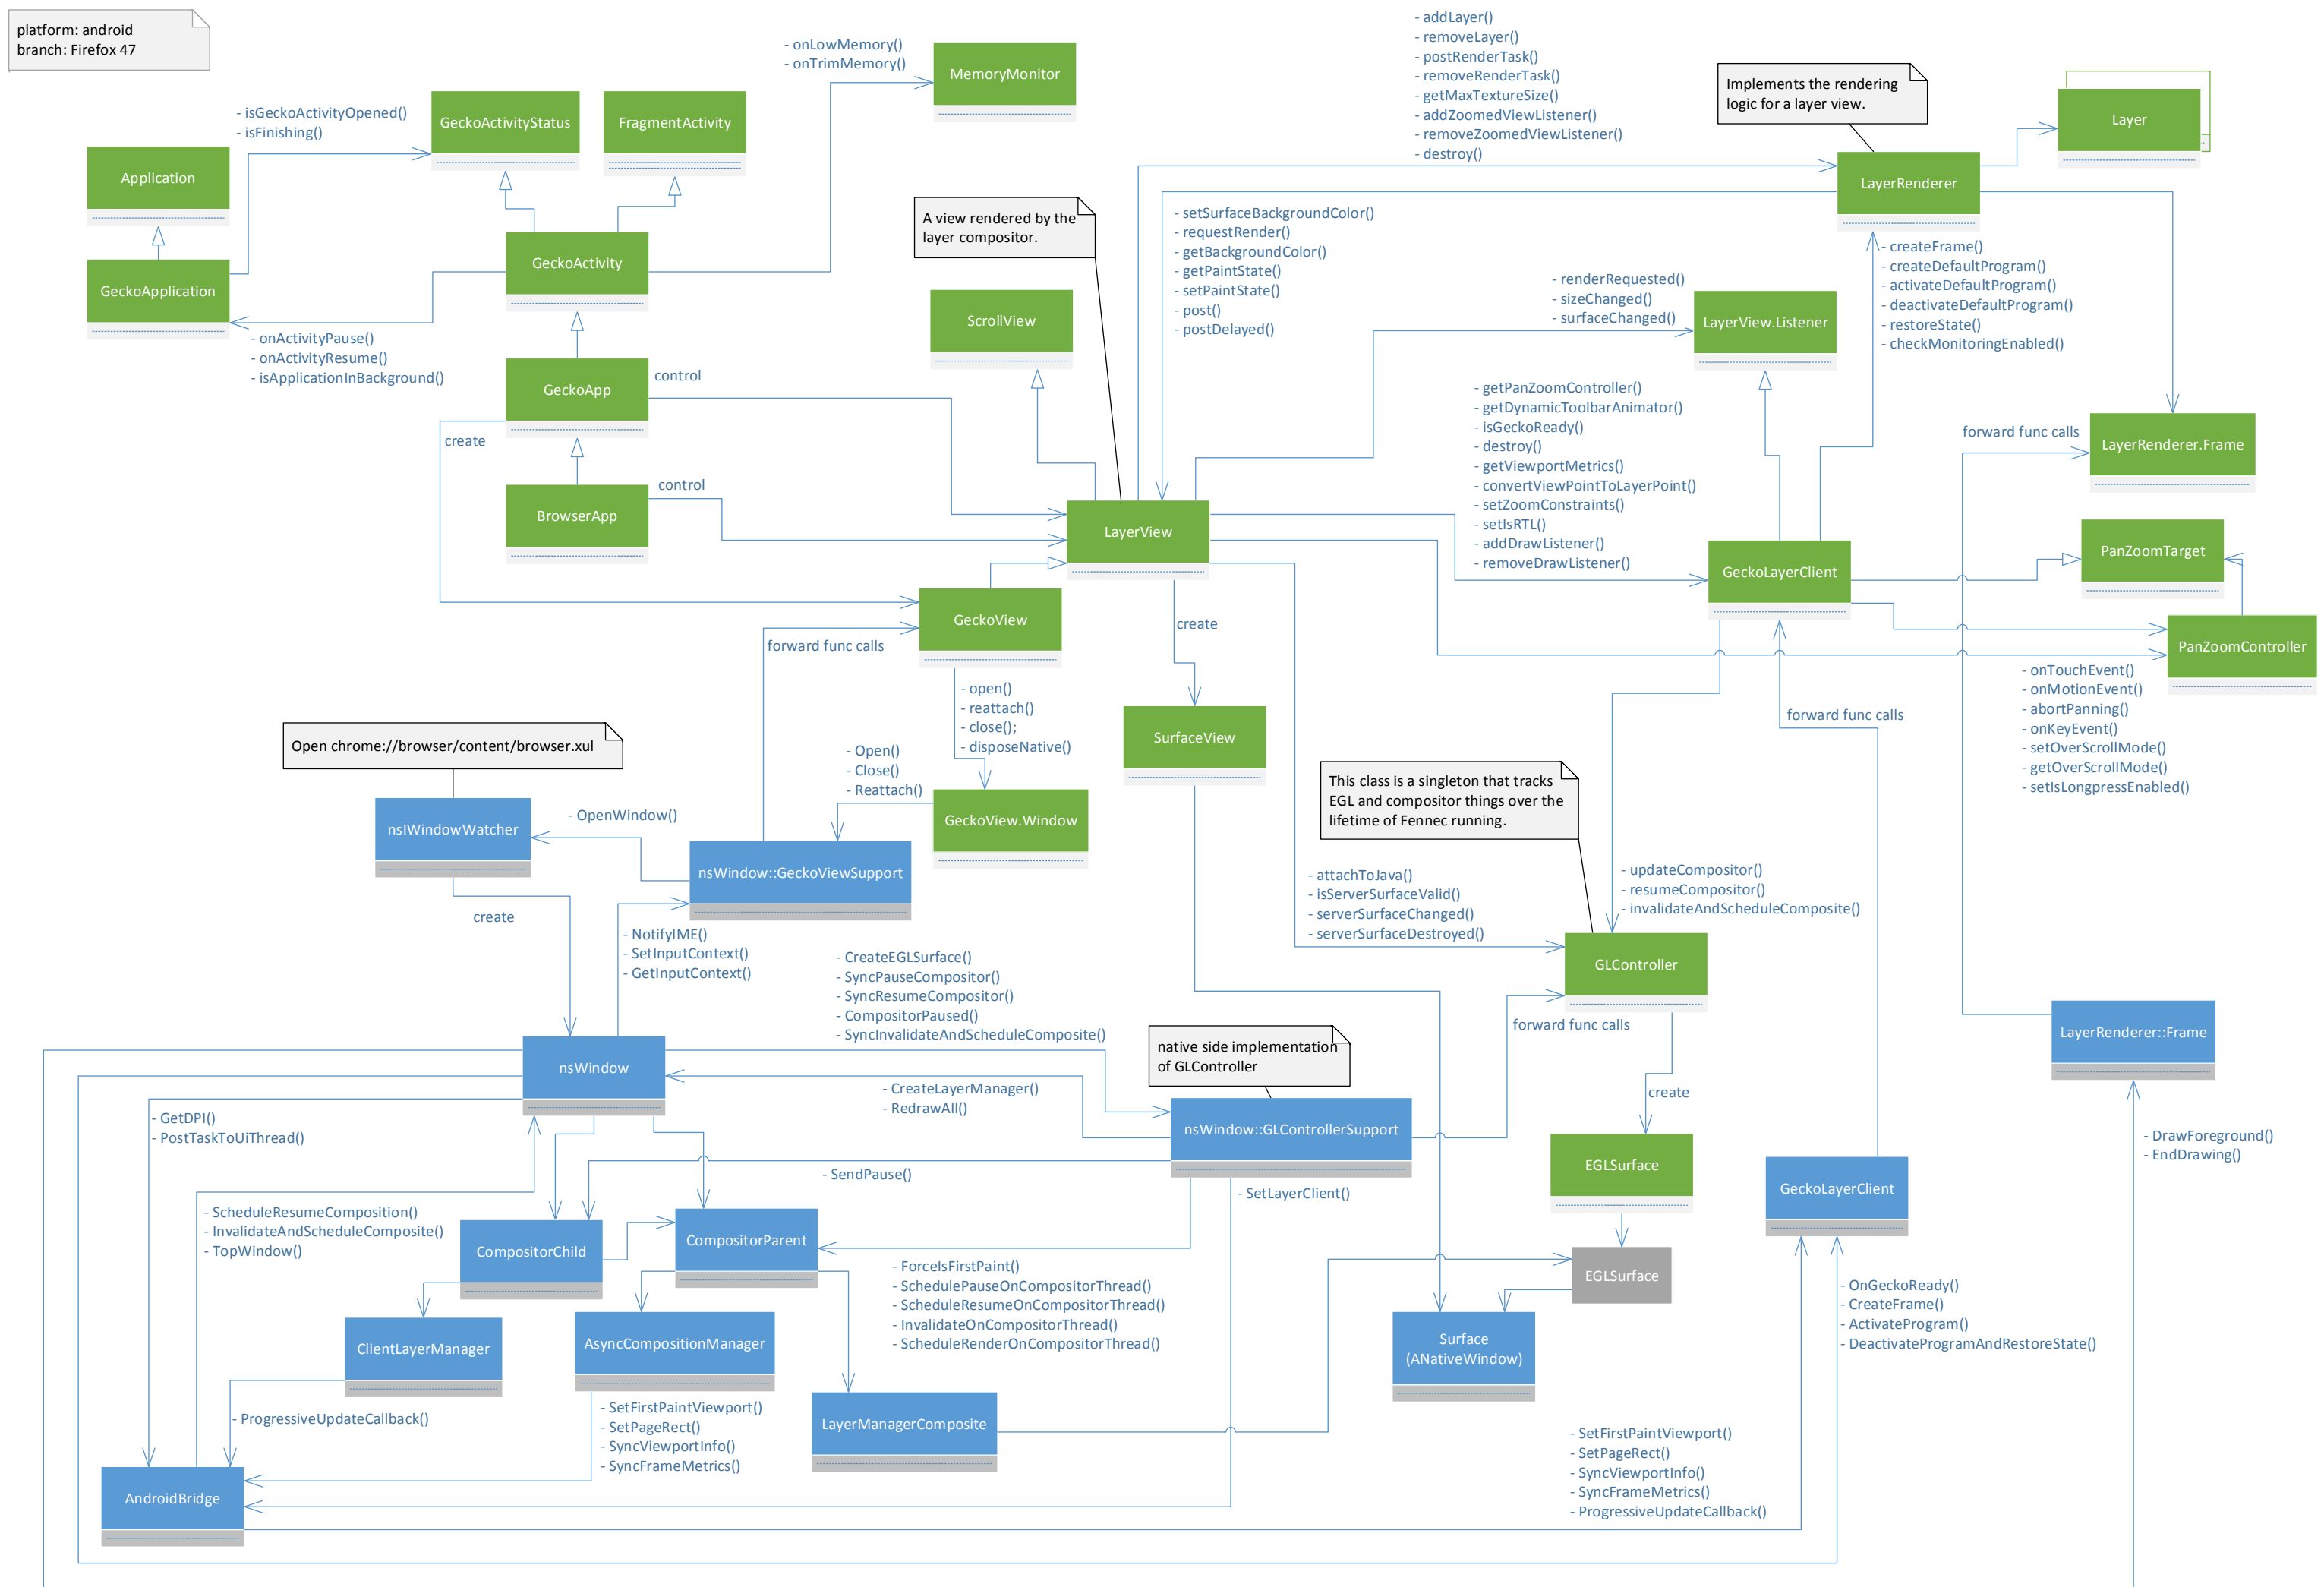 platform: android
branch: Firefox 47
- onLowMemory()
- onTrimMemory()
MemoryMonitor
- addLayer()
- removeLayer()
- postRenderTask()
- removeRenderTask()
- getMaxTextureSize()
- addZoomedViewListener()
- removeZoomedViewListener()
- destroy()
Implements the rendering
logic for a layer view.
Layer
- isGeckoActivityOpened()
- isFinishing()
GeckoActivityStatus
FragmentActivity
Application
LayerRenderer
A view rendered by the
layer compositor.
- setSurfaceBackgroundColor()
- requestRender()
- getBackgroundColor()
- getPaintState()
- setPaintState()
- post()
- postDelayed()
- createFrame()
- createDefaultProgram()
- activateDefaultProgram()
- deactivateDefaultProgram()
- restoreState()
- checkMonitoringEnabled()
GeckoActivity
GeckoApplication
- renderRequested()
- sizeChanged()
- surfaceChanged()
LayerView.Listener
ScrollView
- onActivityPause()
- onActivityResume()
- isApplicationInBackground()
GeckoApp
control
create
- getPanZoomController()
- getDynamicToolbarAnimator()
- isGeckoReady()
- destroy()
- getViewportMetrics()
- convertViewPointToLayerPoint()
- setZoomConstraints()
- setIsRTL()
- addDrawListener()
- removeDrawListener()
forward func calls
LayerRenderer.Frame
BrowserApp
control
LayerView
PanZoomTarget
GeckoLayerClient
GeckoView
create
forward func calls
PanZoomController
- onTouchEvent()
- onMotionEvent()
- abortPanning()
- onKeyEvent()
- setOverScrollMode()
- getOverScrollMode()
- setIsLongpressEnabled()
- open()
- reattach()
- close();
- disposeNative()
forward func calls
SurfaceView
Open chrome://browser/content/browser.xul
- Open()
- Close()
- Reattach()
This class is a singleton that tracks
EGL and compositor things over the
lifetime of Fennec running.
nsIWindowWatcher
- OpenWindow()
GeckoView.Window
nsWindow::GeckoViewSupport
- attachToJava()
- isServerSurfaceValid()
- serverSurfaceChanged()
- serverSurfaceDestroyed()
- updateCompositor()
- resumeCompositor()
- invalidateAndScheduleComposite()
create
- NotifyIME()
- SetInputContext()
- GetInputContext()
- CreateEGLSurface()
- SyncPauseCompositor()
- SyncResumeCompositor()
- CompositorPaused()
- SyncInvalidateAndScheduleComposite()
GLController
forward func calls
native side implementation
of GLController
LayerRenderer::Frame
nsWindow
- CreateLayerManager()
- RedrawAll()
create
- GetDPI()
- PostTaskToUiThread()
nsWindow::GLControllerSupport
- DrawForeground()
- EndDrawing()
- SendPause()
- SetLayerClient()
EGLSurface
GeckoLayerClient
- ScheduleResumeComposition()
- InvalidateAndScheduleComposite()
- TopWindow()
CompositorChild
CompositorParent
- ForceIsFirstPaint()
- SchedulePauseOnCompositorThread()
- ScheduleResumeOnCompositorThread()
- InvalidateOnCompositorThread()
- ScheduleRenderOnCompositorThread()
EGLSurface
- OnGeckoReady()
- CreateFrame()
- ActivateProgram()
- DeactivateProgramAndRestoreState()
ClientLayerManager
AsyncCompositionManager
Surface
(ANativeWindow)
- ProgressiveUpdateCallback()
- SetFirstPaintViewport()
- SetPageRect()
- SyncViewportInfo()
- SyncFrameMetrics()
LayerManagerComposite
- SetFirstPaintViewport()
- SetPageRect()
- SyncViewportInfo()
- SyncFrameMetrics()
- ProgressiveUpdateCallback()
AndroidBridge